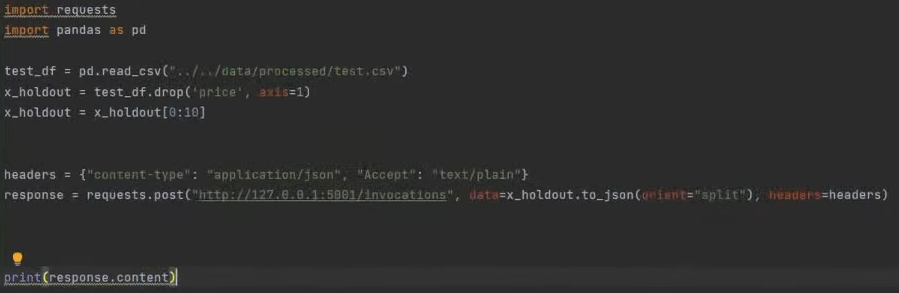 import requests
import pandas as pd
test_df = pd.read_csv("../../data/processed/test.csv")
x_holdout = test_df.drop('price', axis=1)
x_holdout = x_holdout[0:10]
headers = {"content-type": "application/json", "Accept": "text/plain"}
response = requests.post("http://127.0.0.1:5001/invocations", data=x_holdout.to_json(orient="split"), headers=headers)
print(response.content)